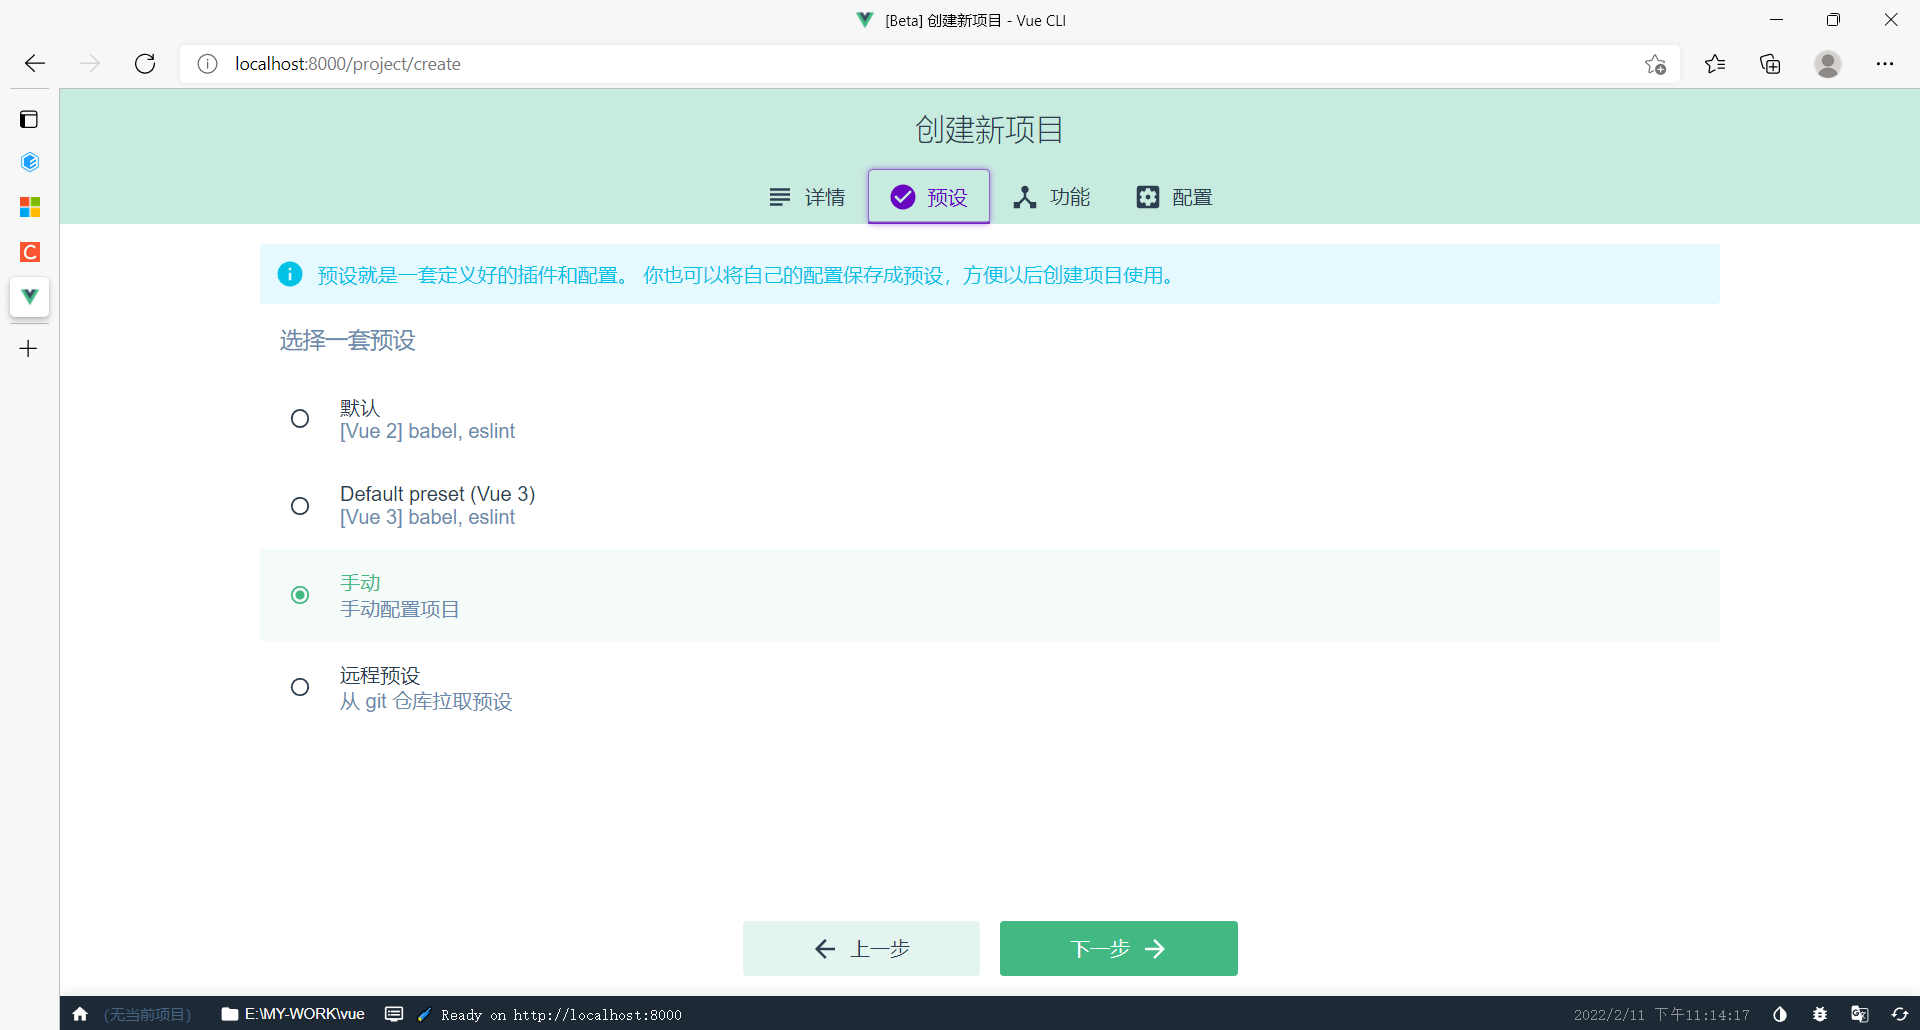 [Beta] 创建新项目 - Vue CLI
localhost:8000/project/create
创建新项目
详情 预设 功能 配置
预设就是一套定义好的插件和配置。 你也可以将自己的配置保存成预设，方便以后创建项目使用。
选择一套预设
默认
[Vue 2] babel, eslint
Default preset (Vue 3)
[Vue 3] babel, eslint
手动
手动配置项目
远程预设
从 git 仓库拉取预设
上一步 下一步
(无当前项目) E:\MY-WORK\vue Ready on http://localhost:8000 2022/2/11 下午11:14:17